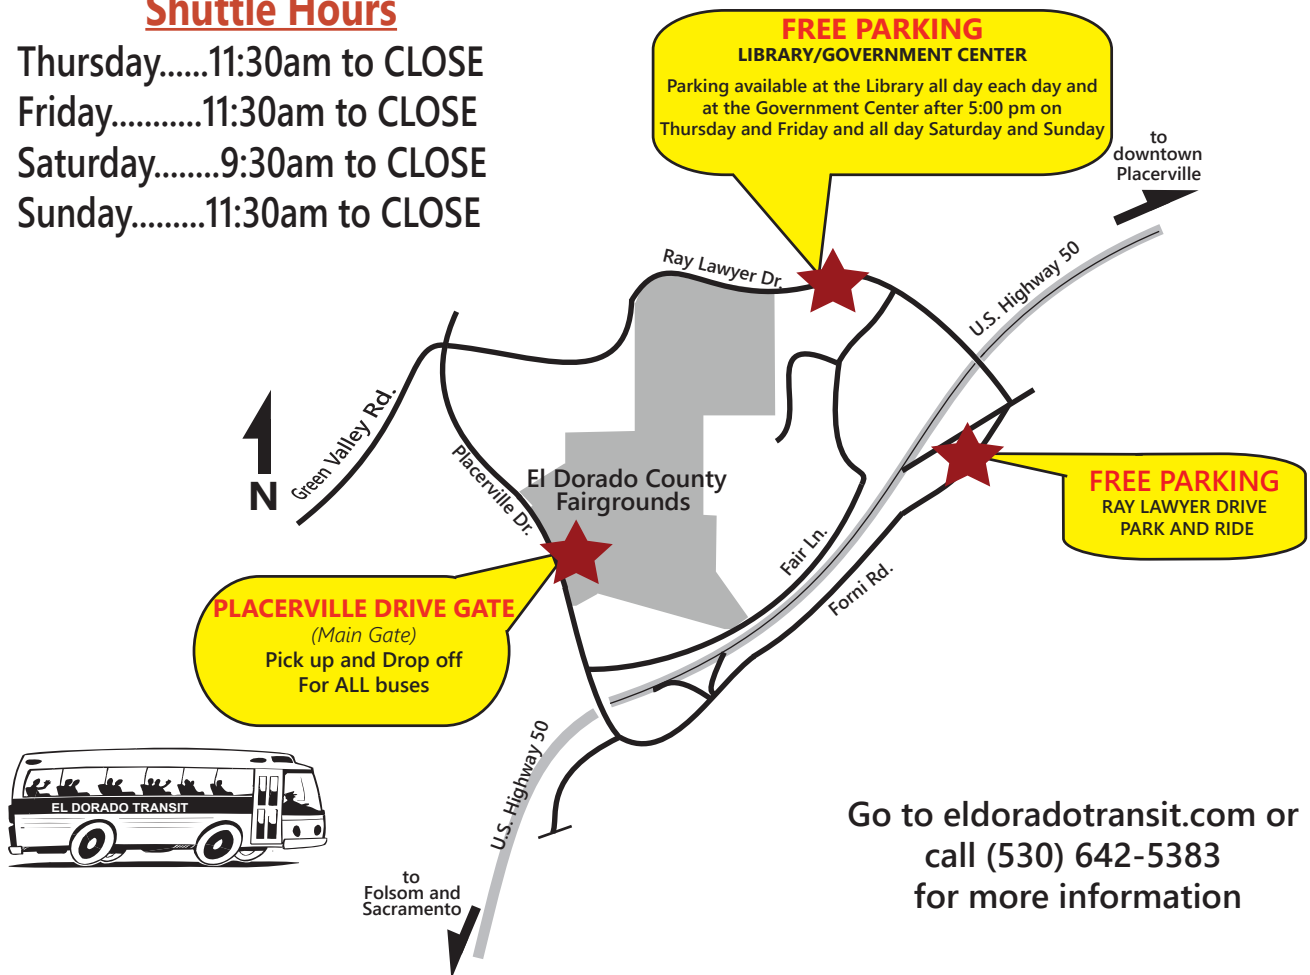 Shuttle Hours
Thursday......11:30am to CLOSE
Friday...........11:30am to CLOSE
Saturday........9:30am to CLOSE
Sunday.........11:30am to CLOSE
FREE PARKING
LIBRARY/GOVERNMENT CENTER
Parking available at the Library all day each day and
at the Government Center after 5:00 pm on
Thursday and Friday and all day Saturday and Sunday
to
downtown
Placerville
Ray Lawyer Dr.
U.S. Highway 50
Green Valley Rd.
N
Placerville Dr.
El Dorado County
Fairgrounds
FREE PARKING
RAY LAWYER DRIVE
PARK AND RIDE
Fair Ln.
Forni Rd.
PLACERVILLE DRIVE GATE
(Main Gate)
Pick up and Drop off
For ALL buses
U.S. Highway 50
EL DORADO TRANSIT
to
Folsom and
Sacramento
Go to eldoradotransit.com or
call (530) 642-5383
for more information